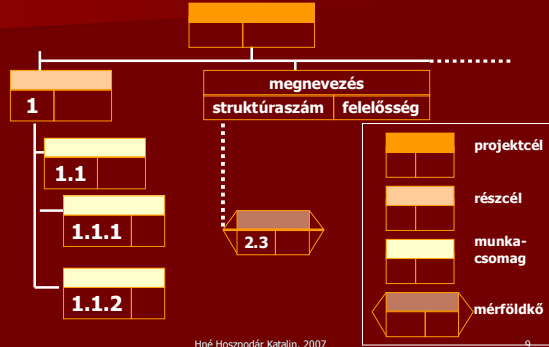 megnevezés
1
struktúraszám felelősség
projektcél
1.1
részcél
1.1.1
2.3
munka-
csomag
1.1.2
mérföldkő
Hné Hoszpodár Katalin, 2007
9